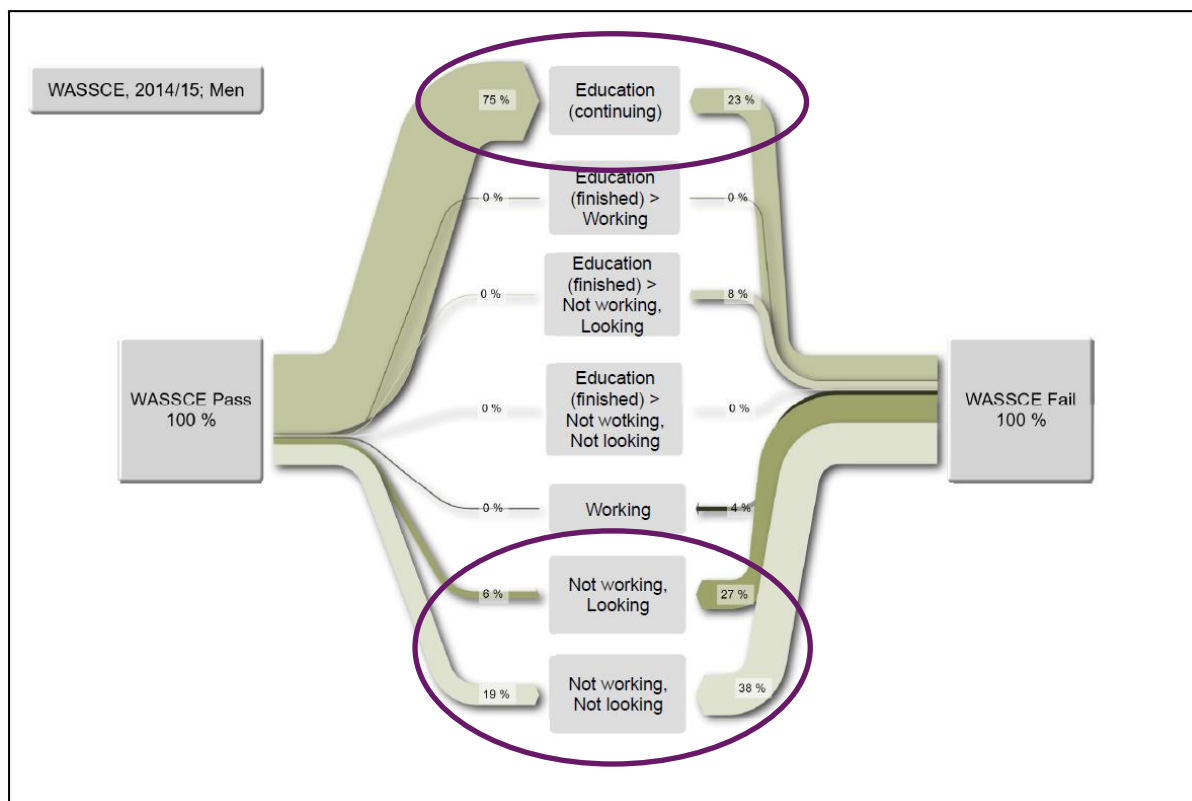 WASSCE, 2014/15; Men
75 %
Education
(continuing)
23 %
0 %
Education
(finished) >
Working
0 %
0 %
Education
(finished) >
Not working,
Looking
8 %
WASSCE Pass
100 %
0 %
Education
(finished) >
Not wotking,
Not looking
0 %
WASSCE Fail
100 %
0 %
Working
4 %
6 %
Not working,
Looking
27 %
19 %
Not working,
Not looking
38 %